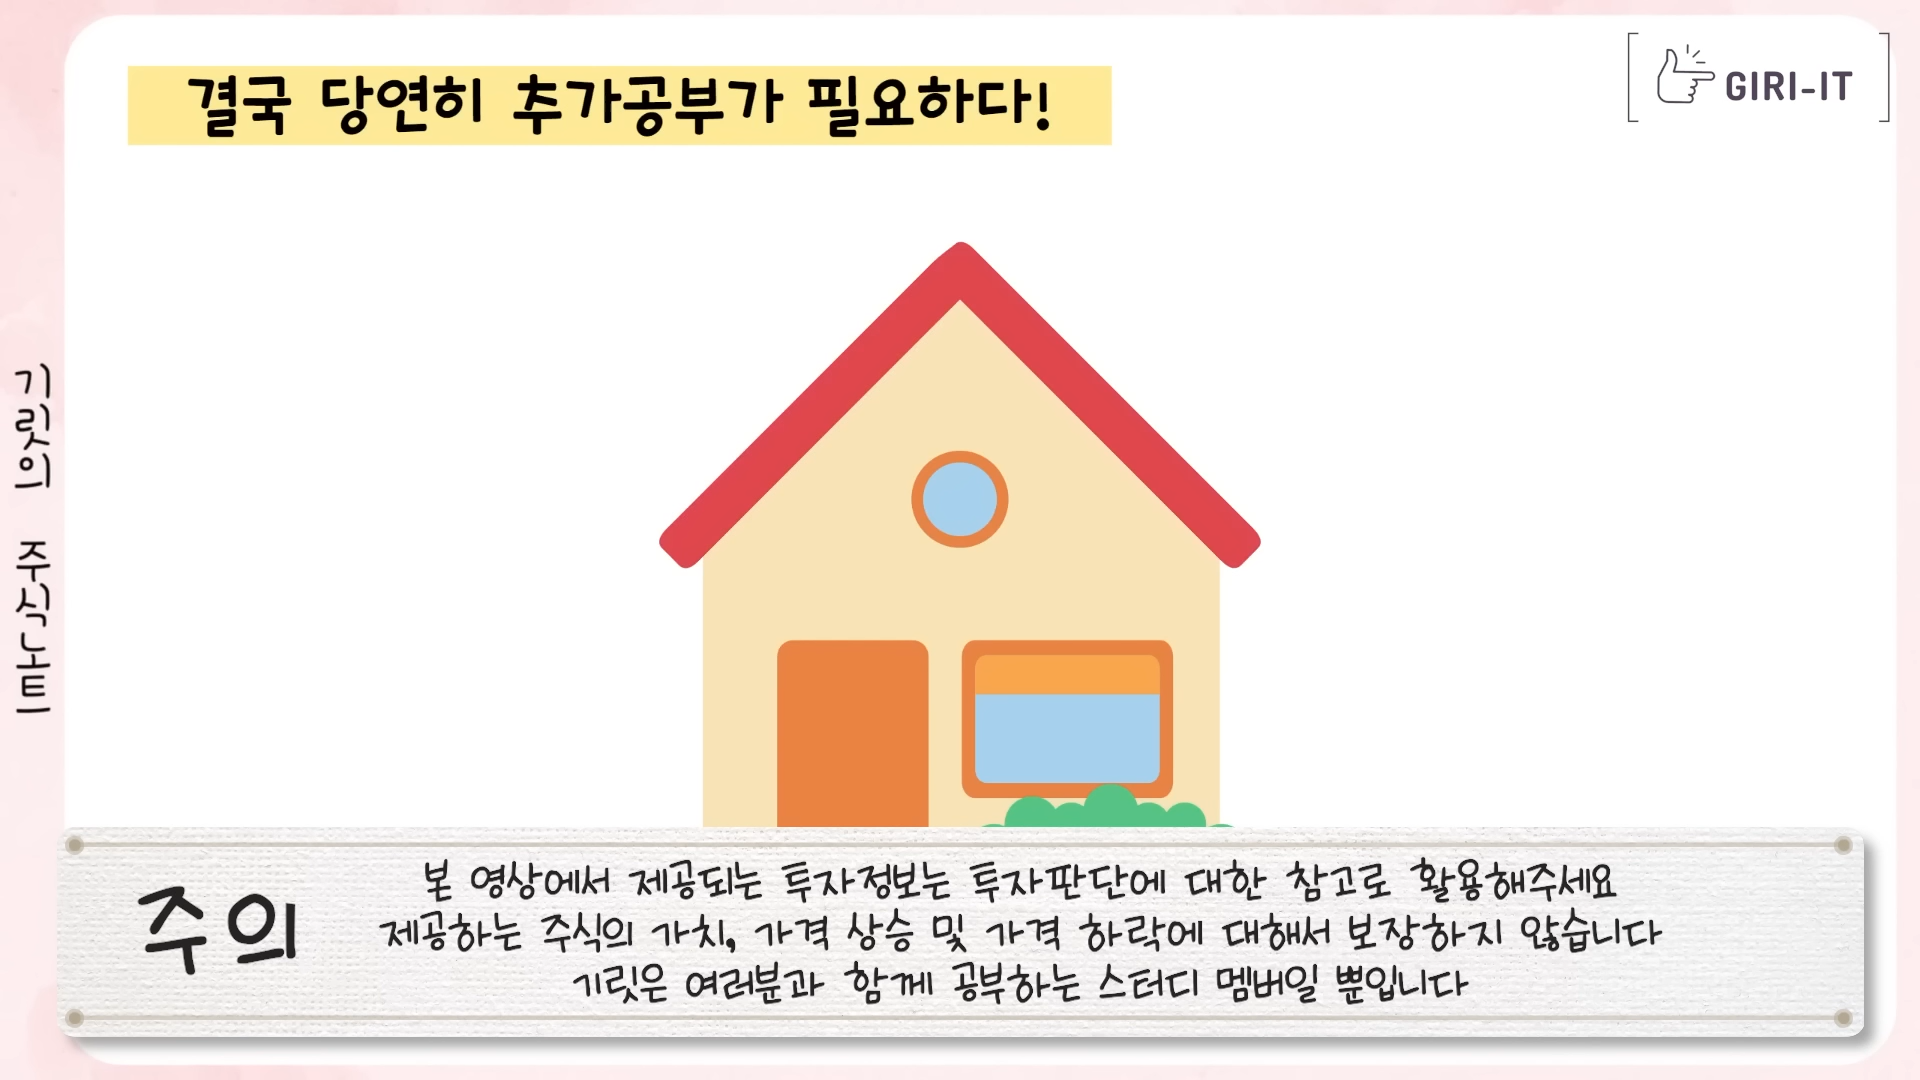 결국 당연히 추가공부가 필요하다!
GIRI-IT
기릿의 주식노트
주의
본 영상에서 제공되는 투자정보는 투자판단에 대한 참고로 활용해주세요
제공하는 주식의 가치, 가격 상승 및 가격 하락에 대해서 보장하지 않습니다
기릿은 여러분과 함께 공부하는 스터디 멤버일 뿐입니다